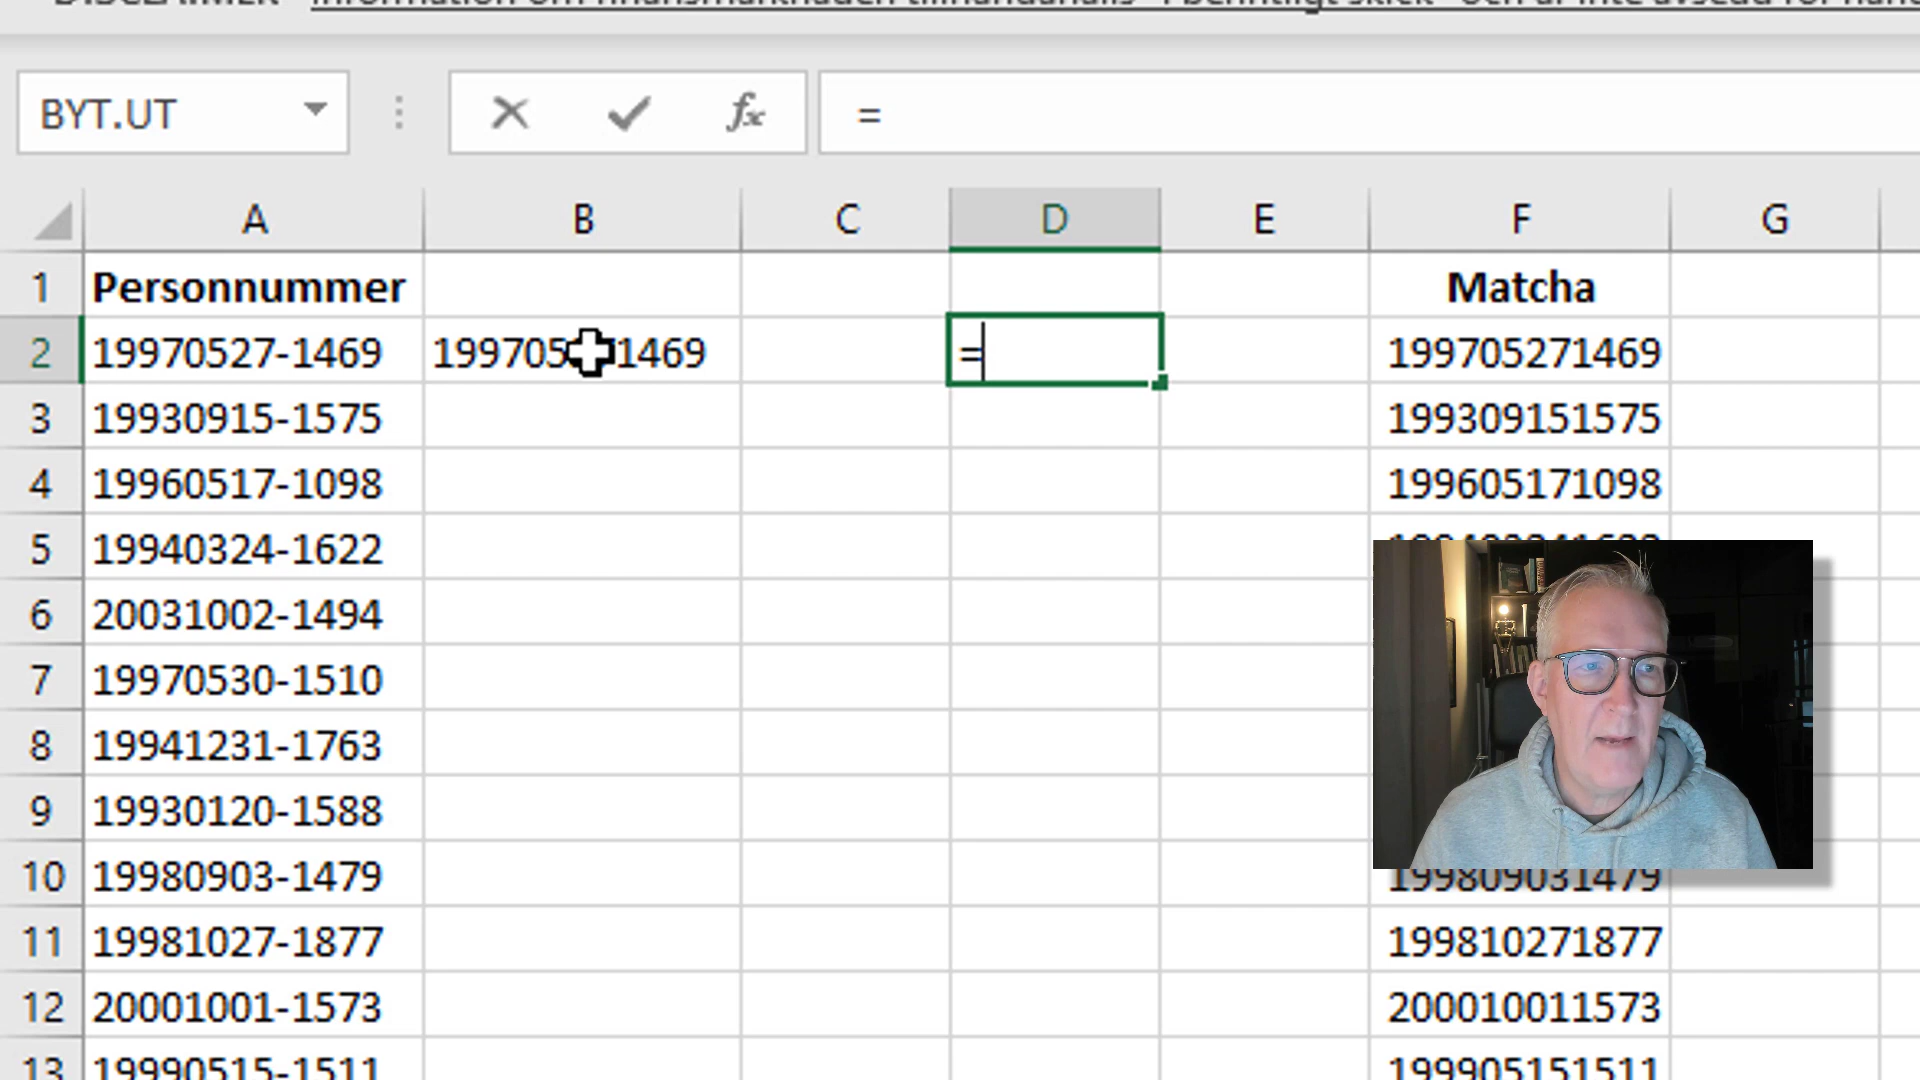 DISCLAIMER
BYT.UT fx =
A B C D E F G
1 Personnummer Matcha
2 19970527-1469 = 199705271469
3 19930915-1575 199309151575
4 19960517-1098 199605171098
5 19940324-1622
6 20031002-1494
7 19970530-1510
8 19941231-1763
9 19930120-1588
10 19980903-1479 199809031479
11 19981027-1877 199810271877
12 20001001-1573 200010011573
13 19990515-1511 199905151511